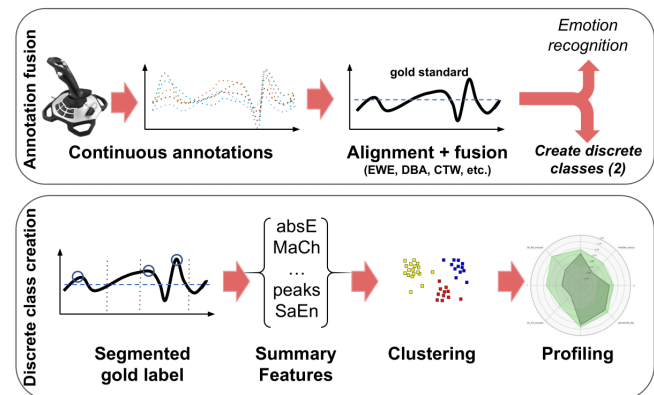 Annotation fusion
Continuous annotations
gold standard
Alignment + fusion
(EWE, DBA, CTW, etc.)
Emotion
recognition
Create discrete
classes (2)
Discrete class creation
Segmented
gold label
absE
MaCh
...
peaks
SaEn
Summary
Features
Clustering
Profiling